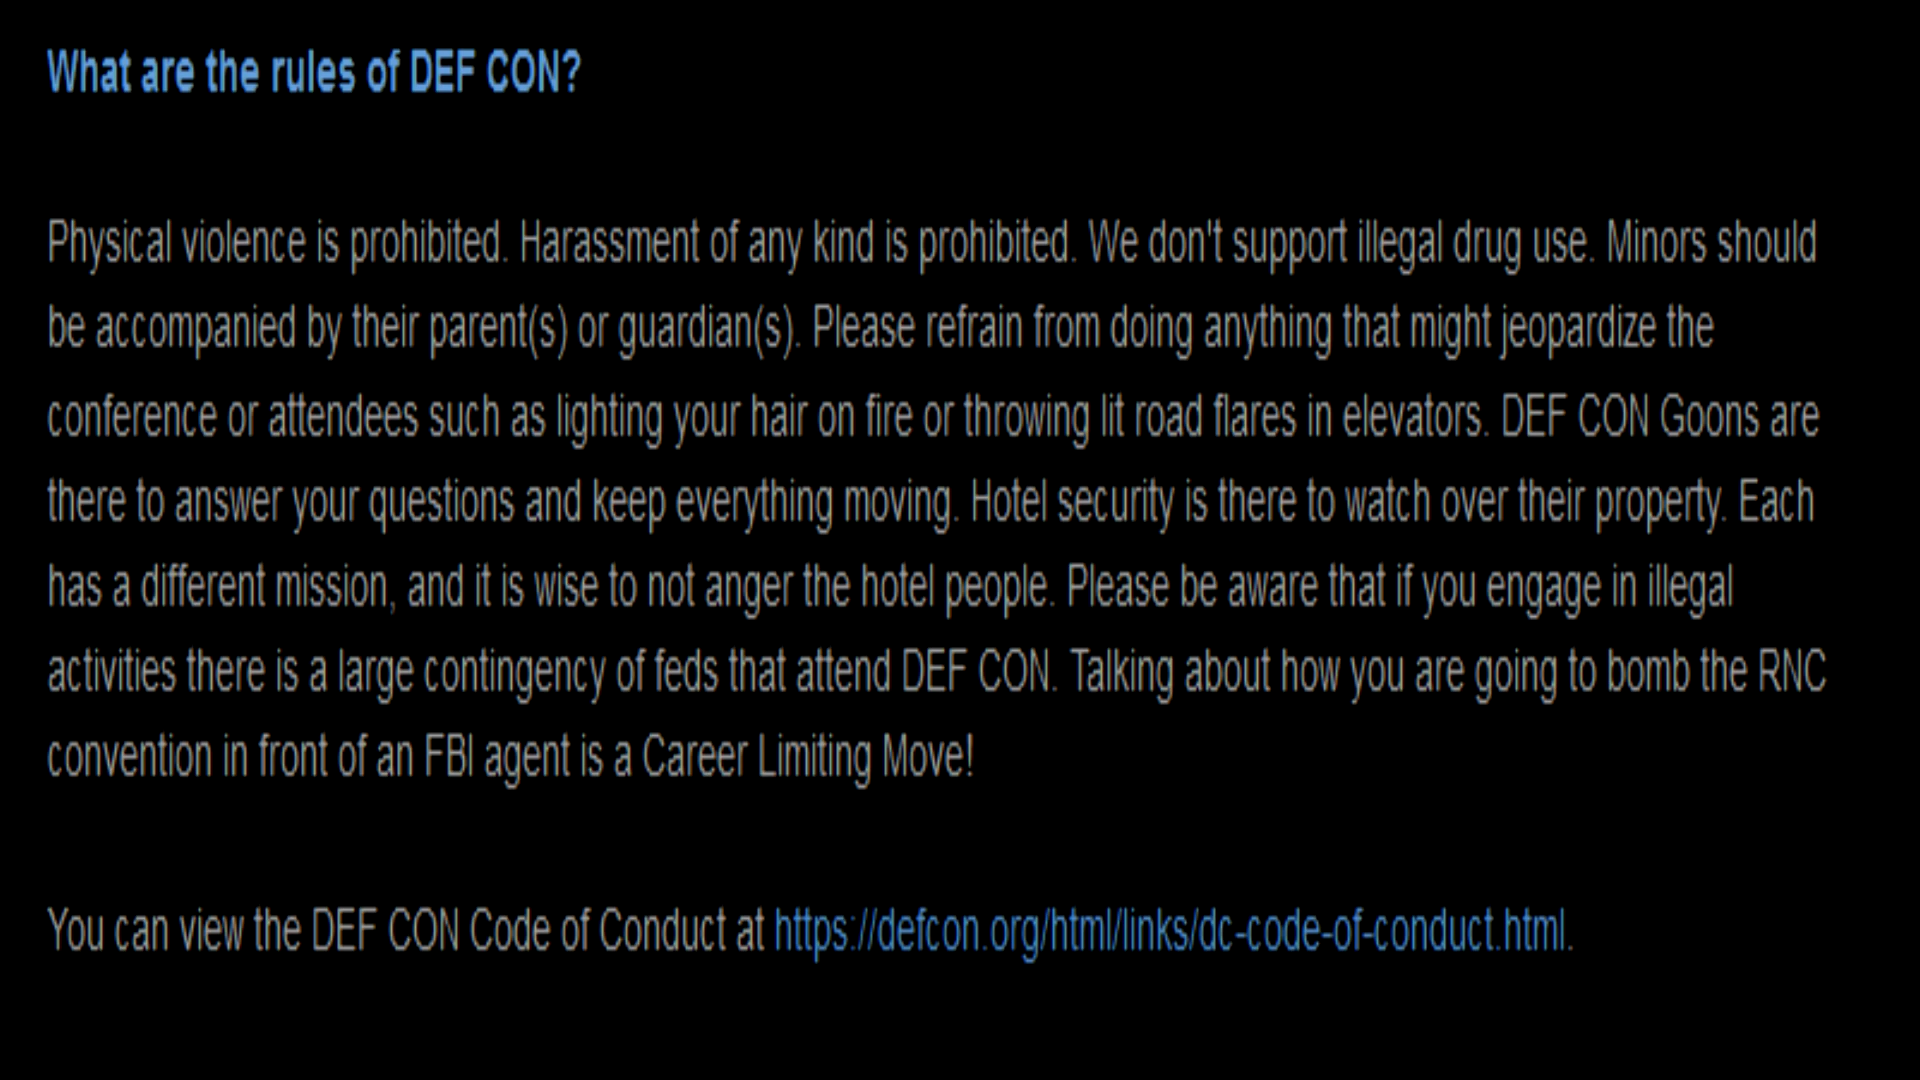 What are the rules of DEF CON?
Physical violence is prohibited. Harassment of any kind is prohibited. We don't support illegal drug use. Minors should
be accompanied by their parent(s) or guardian(s). Please refrain from doing anything that might jeopardize the
conference or attendees such as lighting your hair on fire or throwing lit road flares in elevators. DEF CON Goons are
there to answer your questions and keep everything moving. Hotel security is there to watch over their property. Each
has a different mission, and it is wise to not anger the hotel people. Please be aware that if you engage in illegal
activities there is a large contingency of feds that attend DEF CON. Talking about how you are going to bomb the RNC
convention in front of an FBI agent is a Career Limiting Move!
You can view the DEF CON Code of Conduct at https://defcon.org/html/links/dc-code-of-conduct.html.